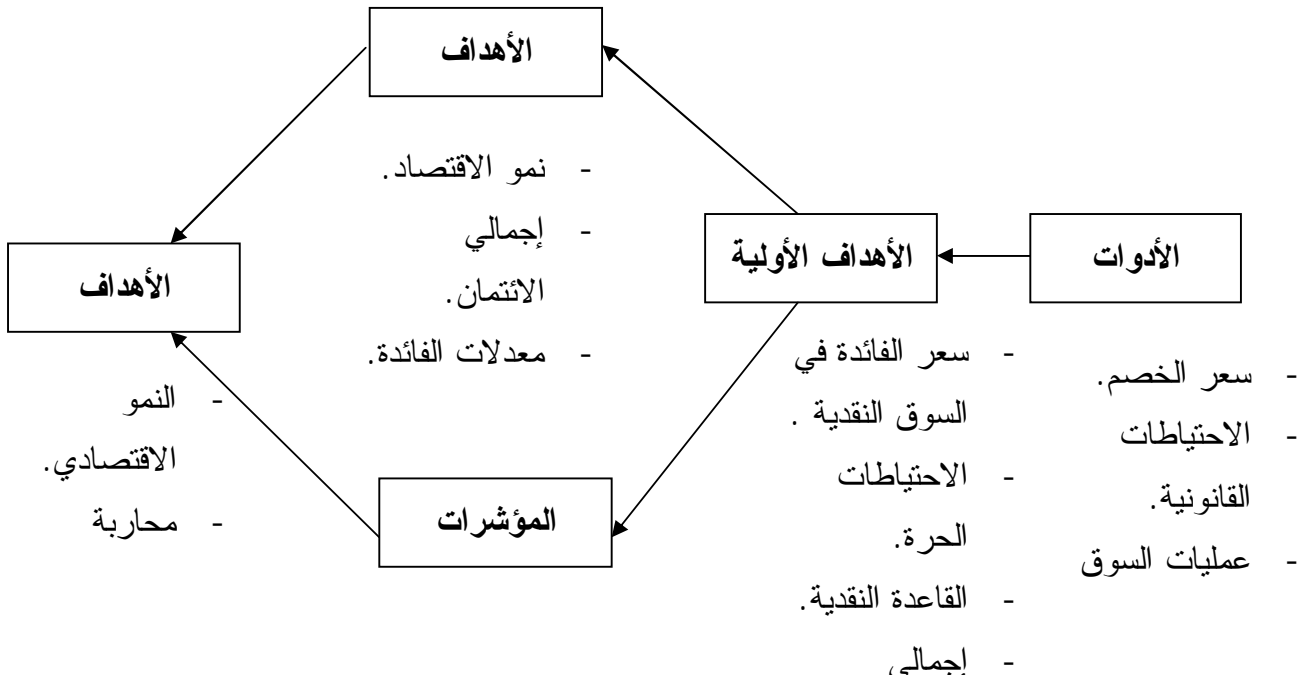 الأهداف
- نمو الاقتصاد.
- إجمالي
الائتمان.
- معدلات الفائدة.
الأدوات
- سعر الخصم.
- الاحتياطات
القانونية.
- عمليات السوق
الأهداف الأولية
- سعر الفائدة في
السوق النقدية .
- الاحتياطات
الحرة.
- القاعدة النقدية.
- إجمالي
المؤشرات
الأهداف
- النمو
الاقتصادي.
- محاربة